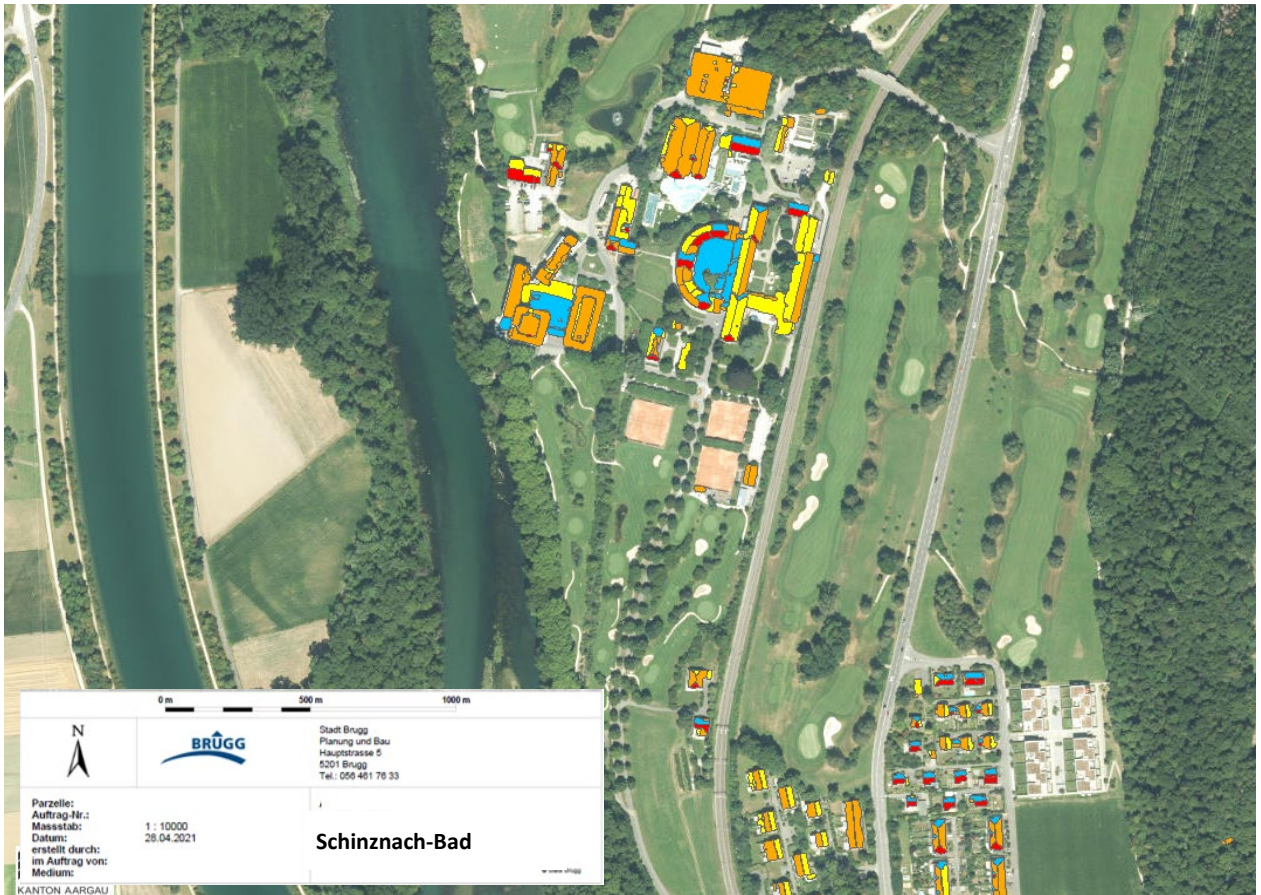 0 m 500 m 1000 m
N
BRUGG
Stadt Brugg
Planung und Bau
Hauptstrasse 5
5201 Brugg
Tel.: 056 461 76 33
Parzelle:
Auftrag-Nr.:
Massstab: 1 : 10000
Datum: 28.04.2021
erstellt durch:
im Auftrag von:
Medium:
Schinznach-Bad
KANTON AARGAU